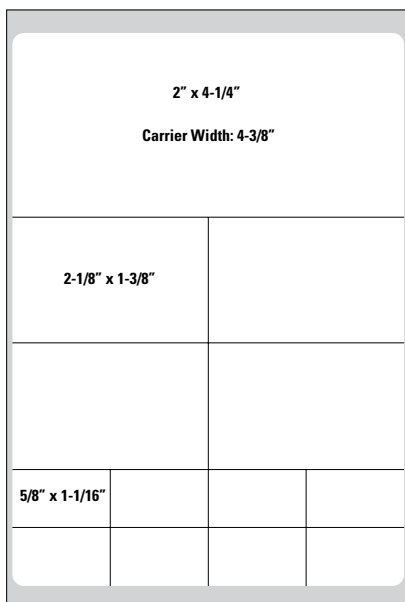 2” x 4-1/4”
Carrier Width: 4-3/8”
2-1/8” x 1-3/8”
5/8” x 1-1/16”